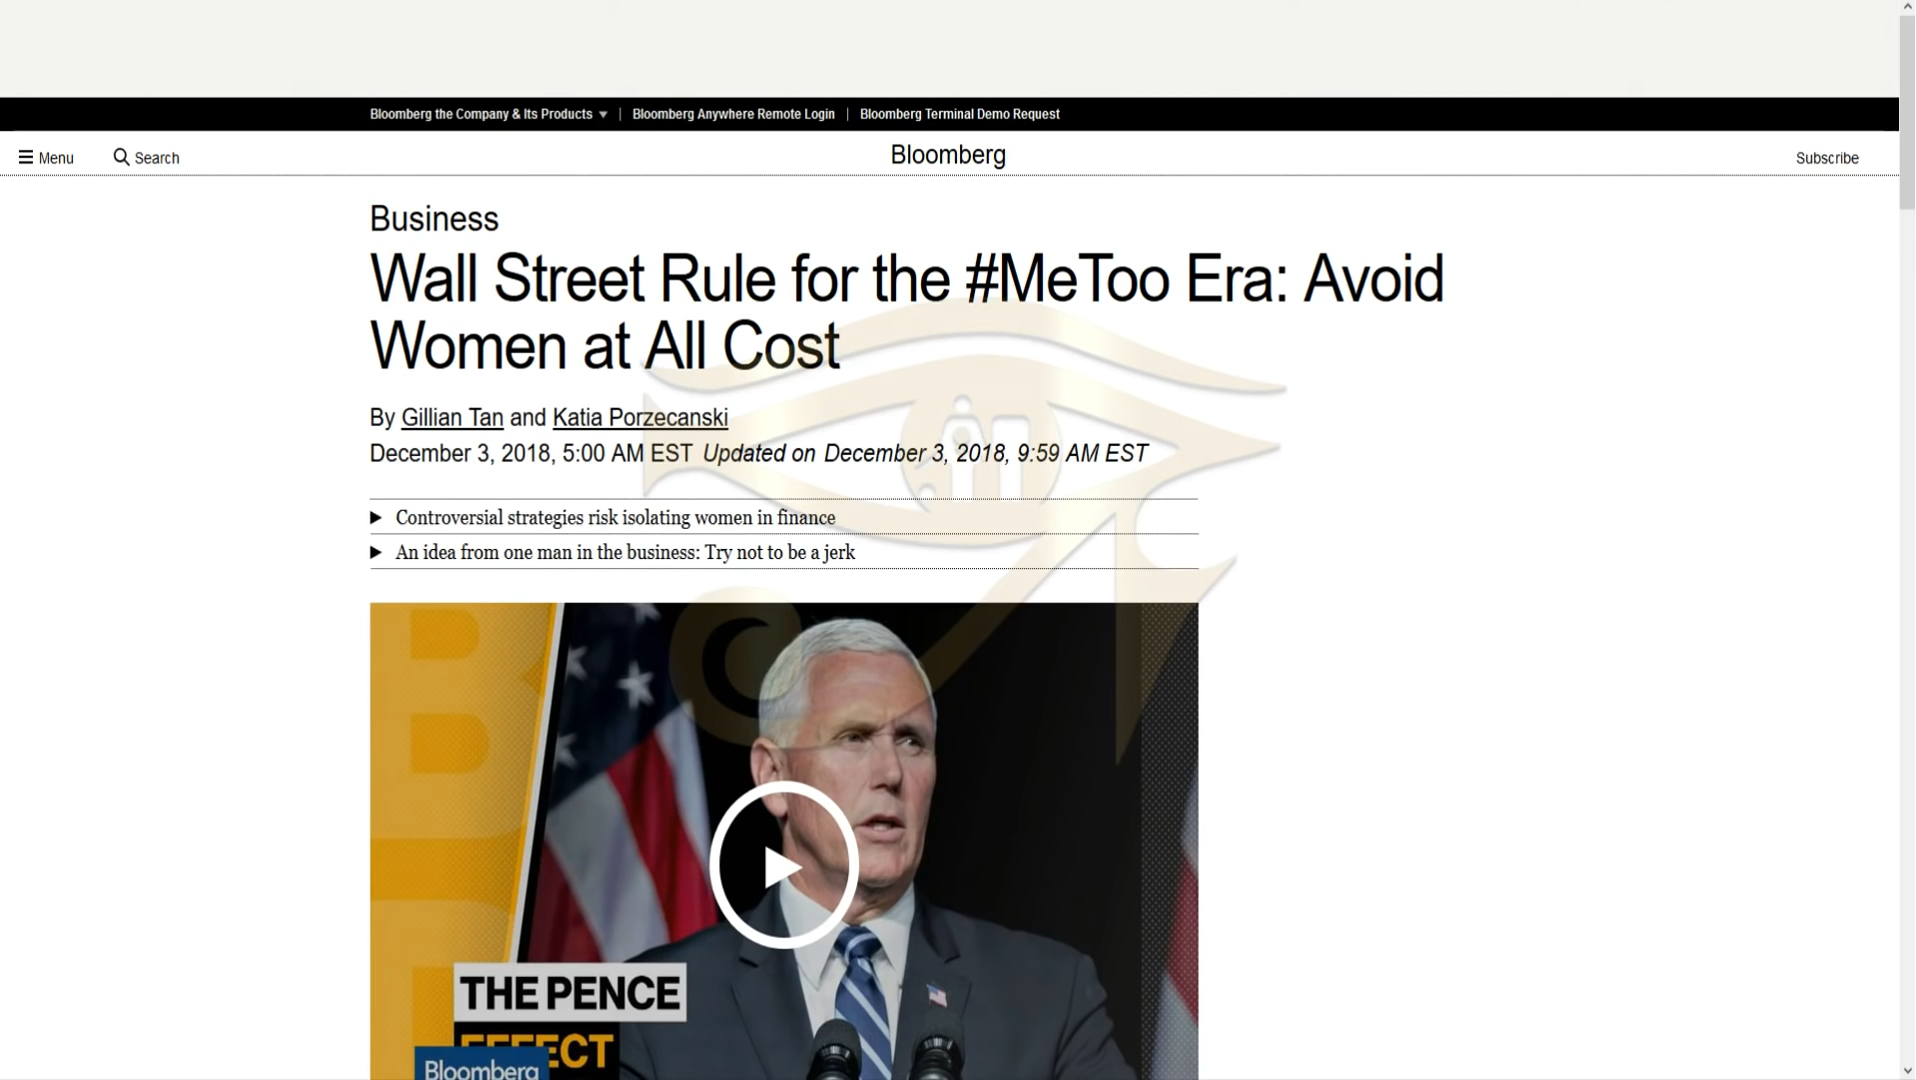 Bloomberg the Company & Its Products
Bloomberg Anywhere Remote Login
Bloomberg Terminal Demo Request
Menu
Search
Bloomberg
Subscribe
Business
Wall Street Rule for the #MeToo Era: Avoid
Women at All Cost
By Gillian Tan and Katia Porzecanski
December 3, 2018, 5:00 AM EST Updated on December 3, 2018, 9:59 AM EST
Controversial strategies risk isolating women in finance
An idea from one man in the business: Try not to be a jerk
THE PENCE
EFFECT
Bloomberg